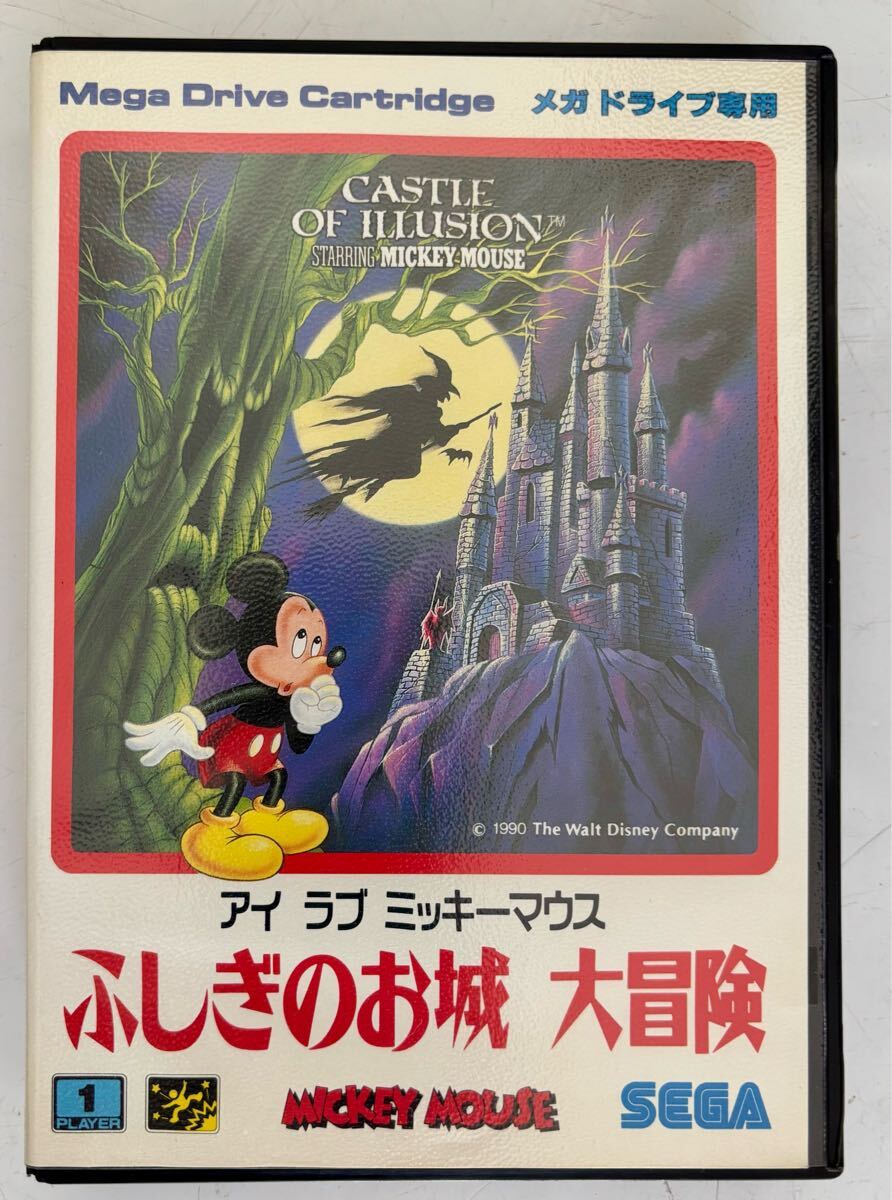 Mega Drive Cartridge メガドライブ専用
CASTLE
OF ILLUSION™
STARRING MICKEY MOUSE
© 1990 The Walt Disney Company
アイ ラブ ミッキーマウス
ふしぎのお城 大冒険
1
PLAYER
MICKEY MOUSE
SEGA